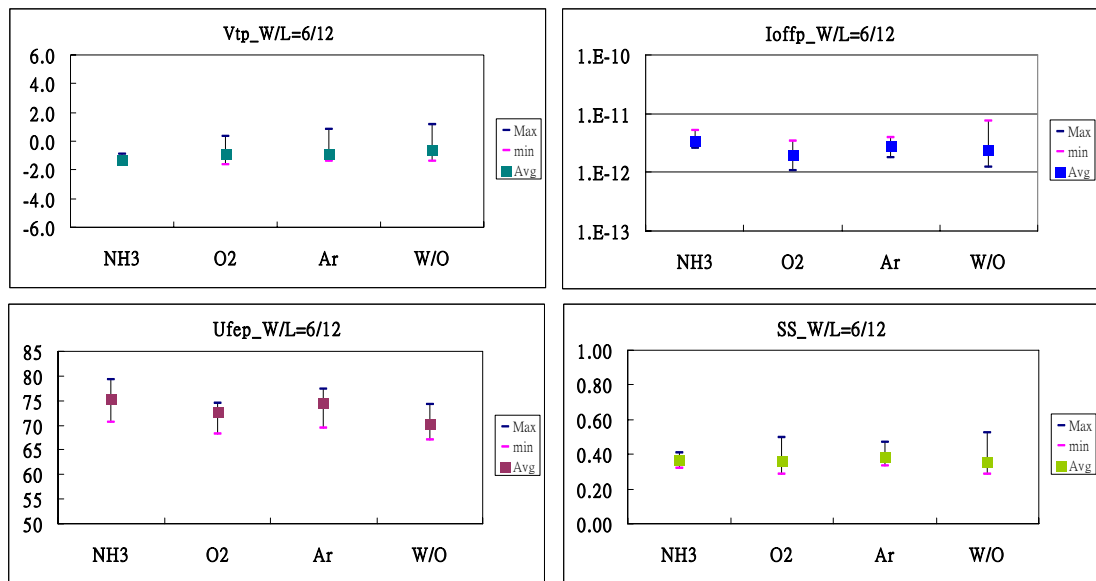 Vtp_W/L=6/12
6.0
4.0
2.0
0.0
-2.0
-4.0
-6.0
NH3 O2 Ar W/O
Max
min
Avg
Ioffp_W/L=6/12
1.E-10
1.E-11
1.E-12
1.E-13
NH3 O2 Ar W/O
Max
min
Avg
Ufep_W/L=6/12
85
80
75
70
65
60
55
50
NH3 O2 Ar W/O
Max
min
Avg
SS_W/L=6/12
1.00
0.80
0.60
0.40
0.20
0.00
NH3 O2 Ar W/O
Max
min
Avg